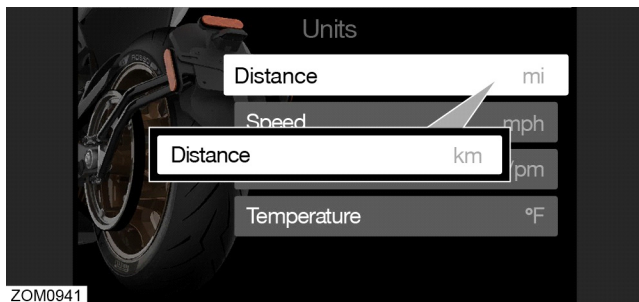 Units
Distance mi
Speed mph
Distance km
/pm
Temperature °F
ZOM0941